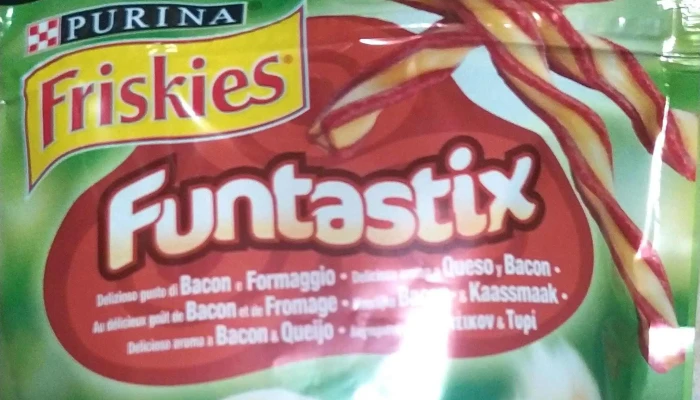 PURINA
Friskies
Funtastix
Delizioso gusto di Bacon e Formaggio • Delicioso aroma a Queso y Bacon •
Au délicieux goût de Bacon et de Fromage • Bacon & Kaassmaak •
Delicioso aroma a Bacon & Queijo • & Tupi